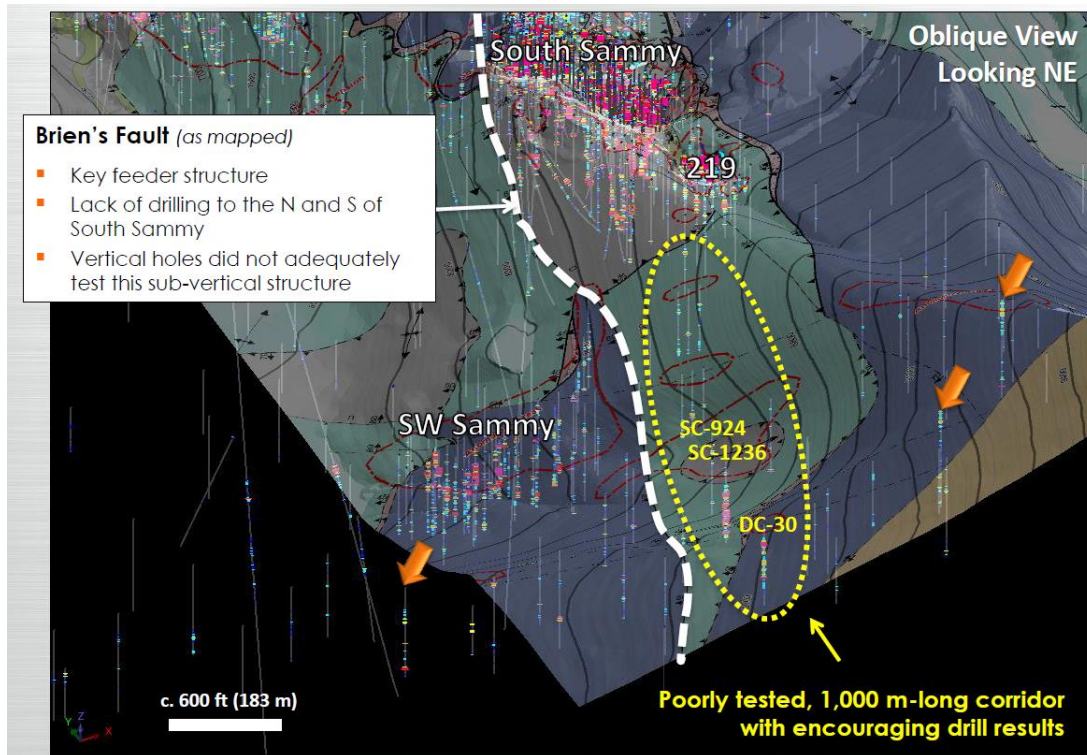 Oblique View
Looking NE
South Sammy
Brien's Fault (as mapped)
▪ Key feeder structure
▪ Lack of drilling to the N and S of
South Sammy
▪ Vertical holes did not adequately
test this sub-vertical structure
219
SW Sammy
SC-924
SC-1236
DC-30
c. 600 ft (183 m)
Poorly tested, 1,000 m-long corridor
with encouraging drill results
Z
Y
X